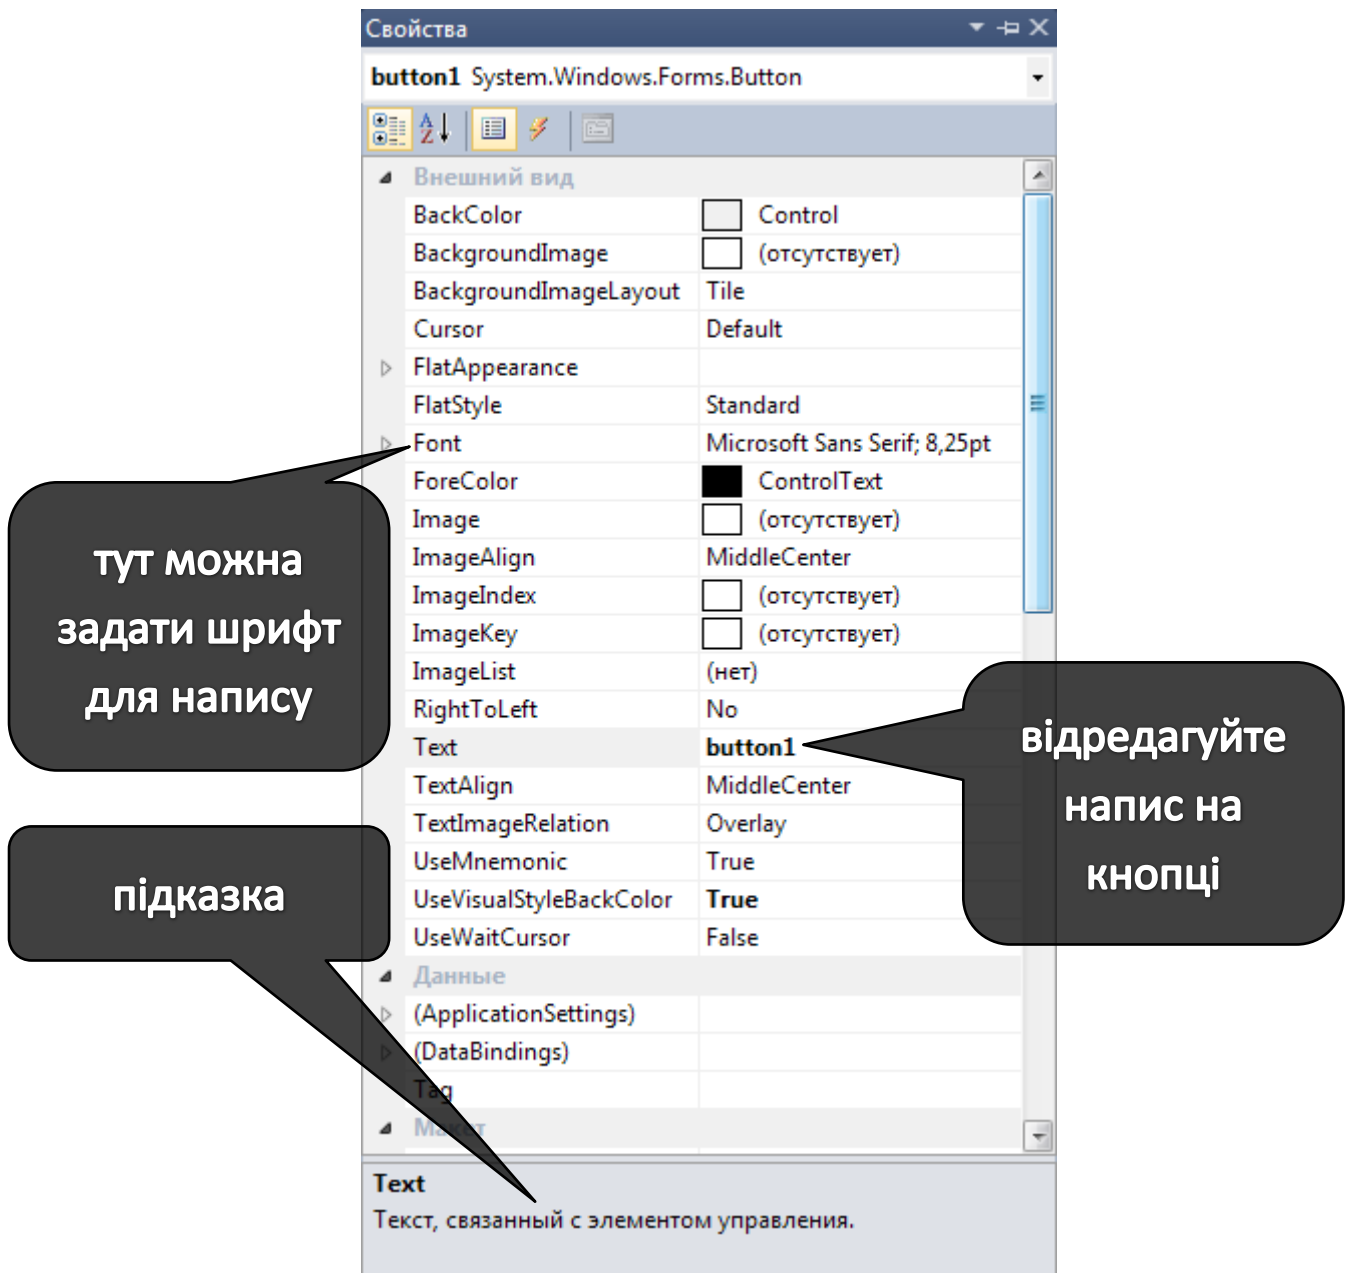 Свойства
button1 System.Windows.Forms.Button
Внешний вид
BackColor Control
BackgroundImage (отсутствует)
BackgroundImageLayout Tile
Cursor Default
FlatAppearance
FlatStyle Standard
Font Microsoft Sans Serif; 8,25pt
ForeColor ControlText
Image (отсутствует)
ImageAlign MiddleCenter
ImageIndex (отсутствует)
ImageKey (отсутствует)
ImageList (нет)
RightToLeft No
Text button1
TextAlign MiddleCenter
TextImageRelation Overlay
UseMnemonic True
UseVisualStyleBackColor True
UseWaitCursor False
Данные
(ApplicationSettings)
(DataBindings)
Tag
Макет
Text
Текст, связанный с элементом управления.
тут можна
задати шрифт
для напису
підказка
відредагуйте
напис на
кнопці